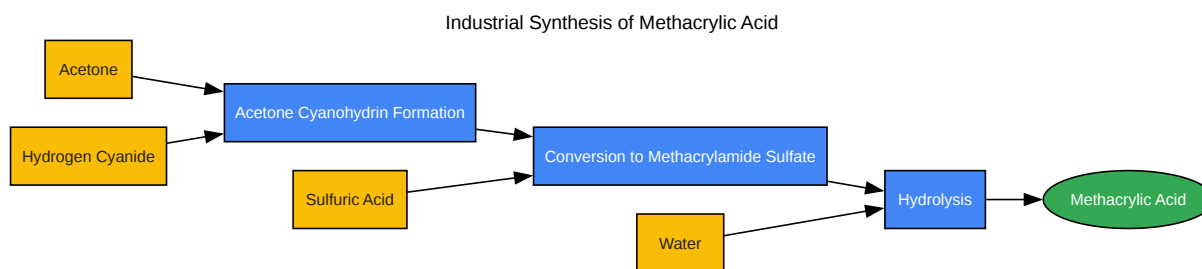 Industrial Synthesis of Methacrylic Acid
Acetone
Hydrogen Cyanide
Acetone Cyanohydrin Formation
Sulfuric Acid
Conversion to Methacrylamide Sulfate
Water
Hydrolysis
Methacrylic Acid